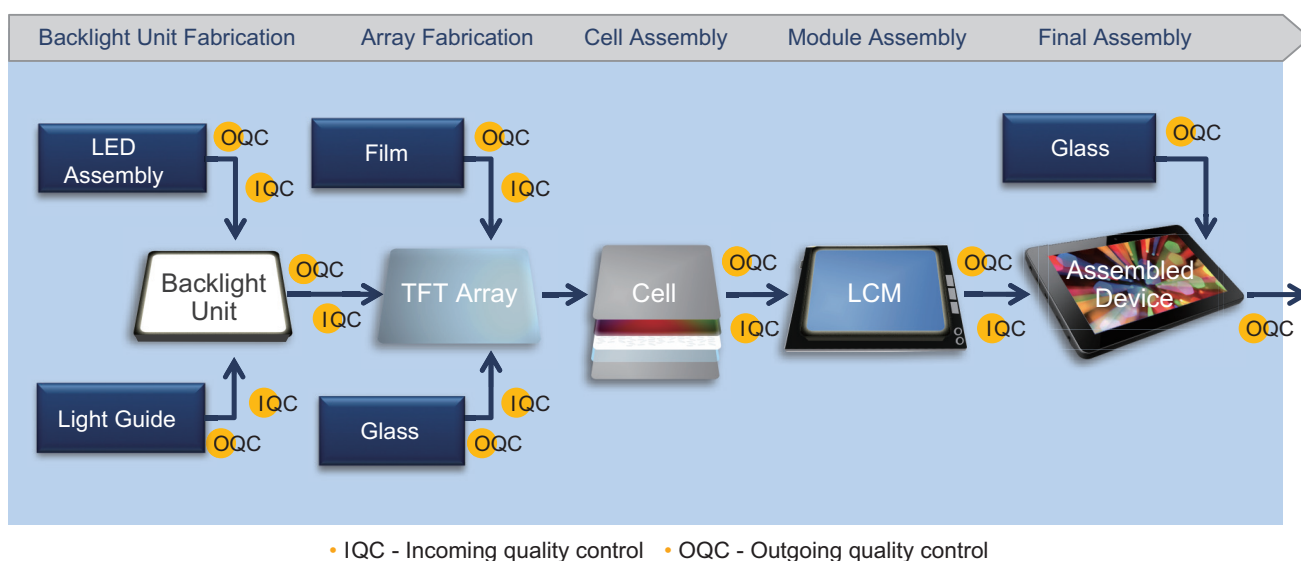 Backlight Unit Fabrication
Array Fabrication
Cell Assembly
Module Assembly
Final Assembly
LED
Assembly
OQC
IQC
Film
OQC
IQC
Glass
OQC
Backlight
Unit
OQC
IQC
TFT Array
Cell
OQC
IQC
LCM
OQC
IQC
Assembled
Device
OQC
Light Guide
IQC
OQC
Glass
IQC
OQC
• IQC - Incoming quality control • OQC - Outgoing quality control